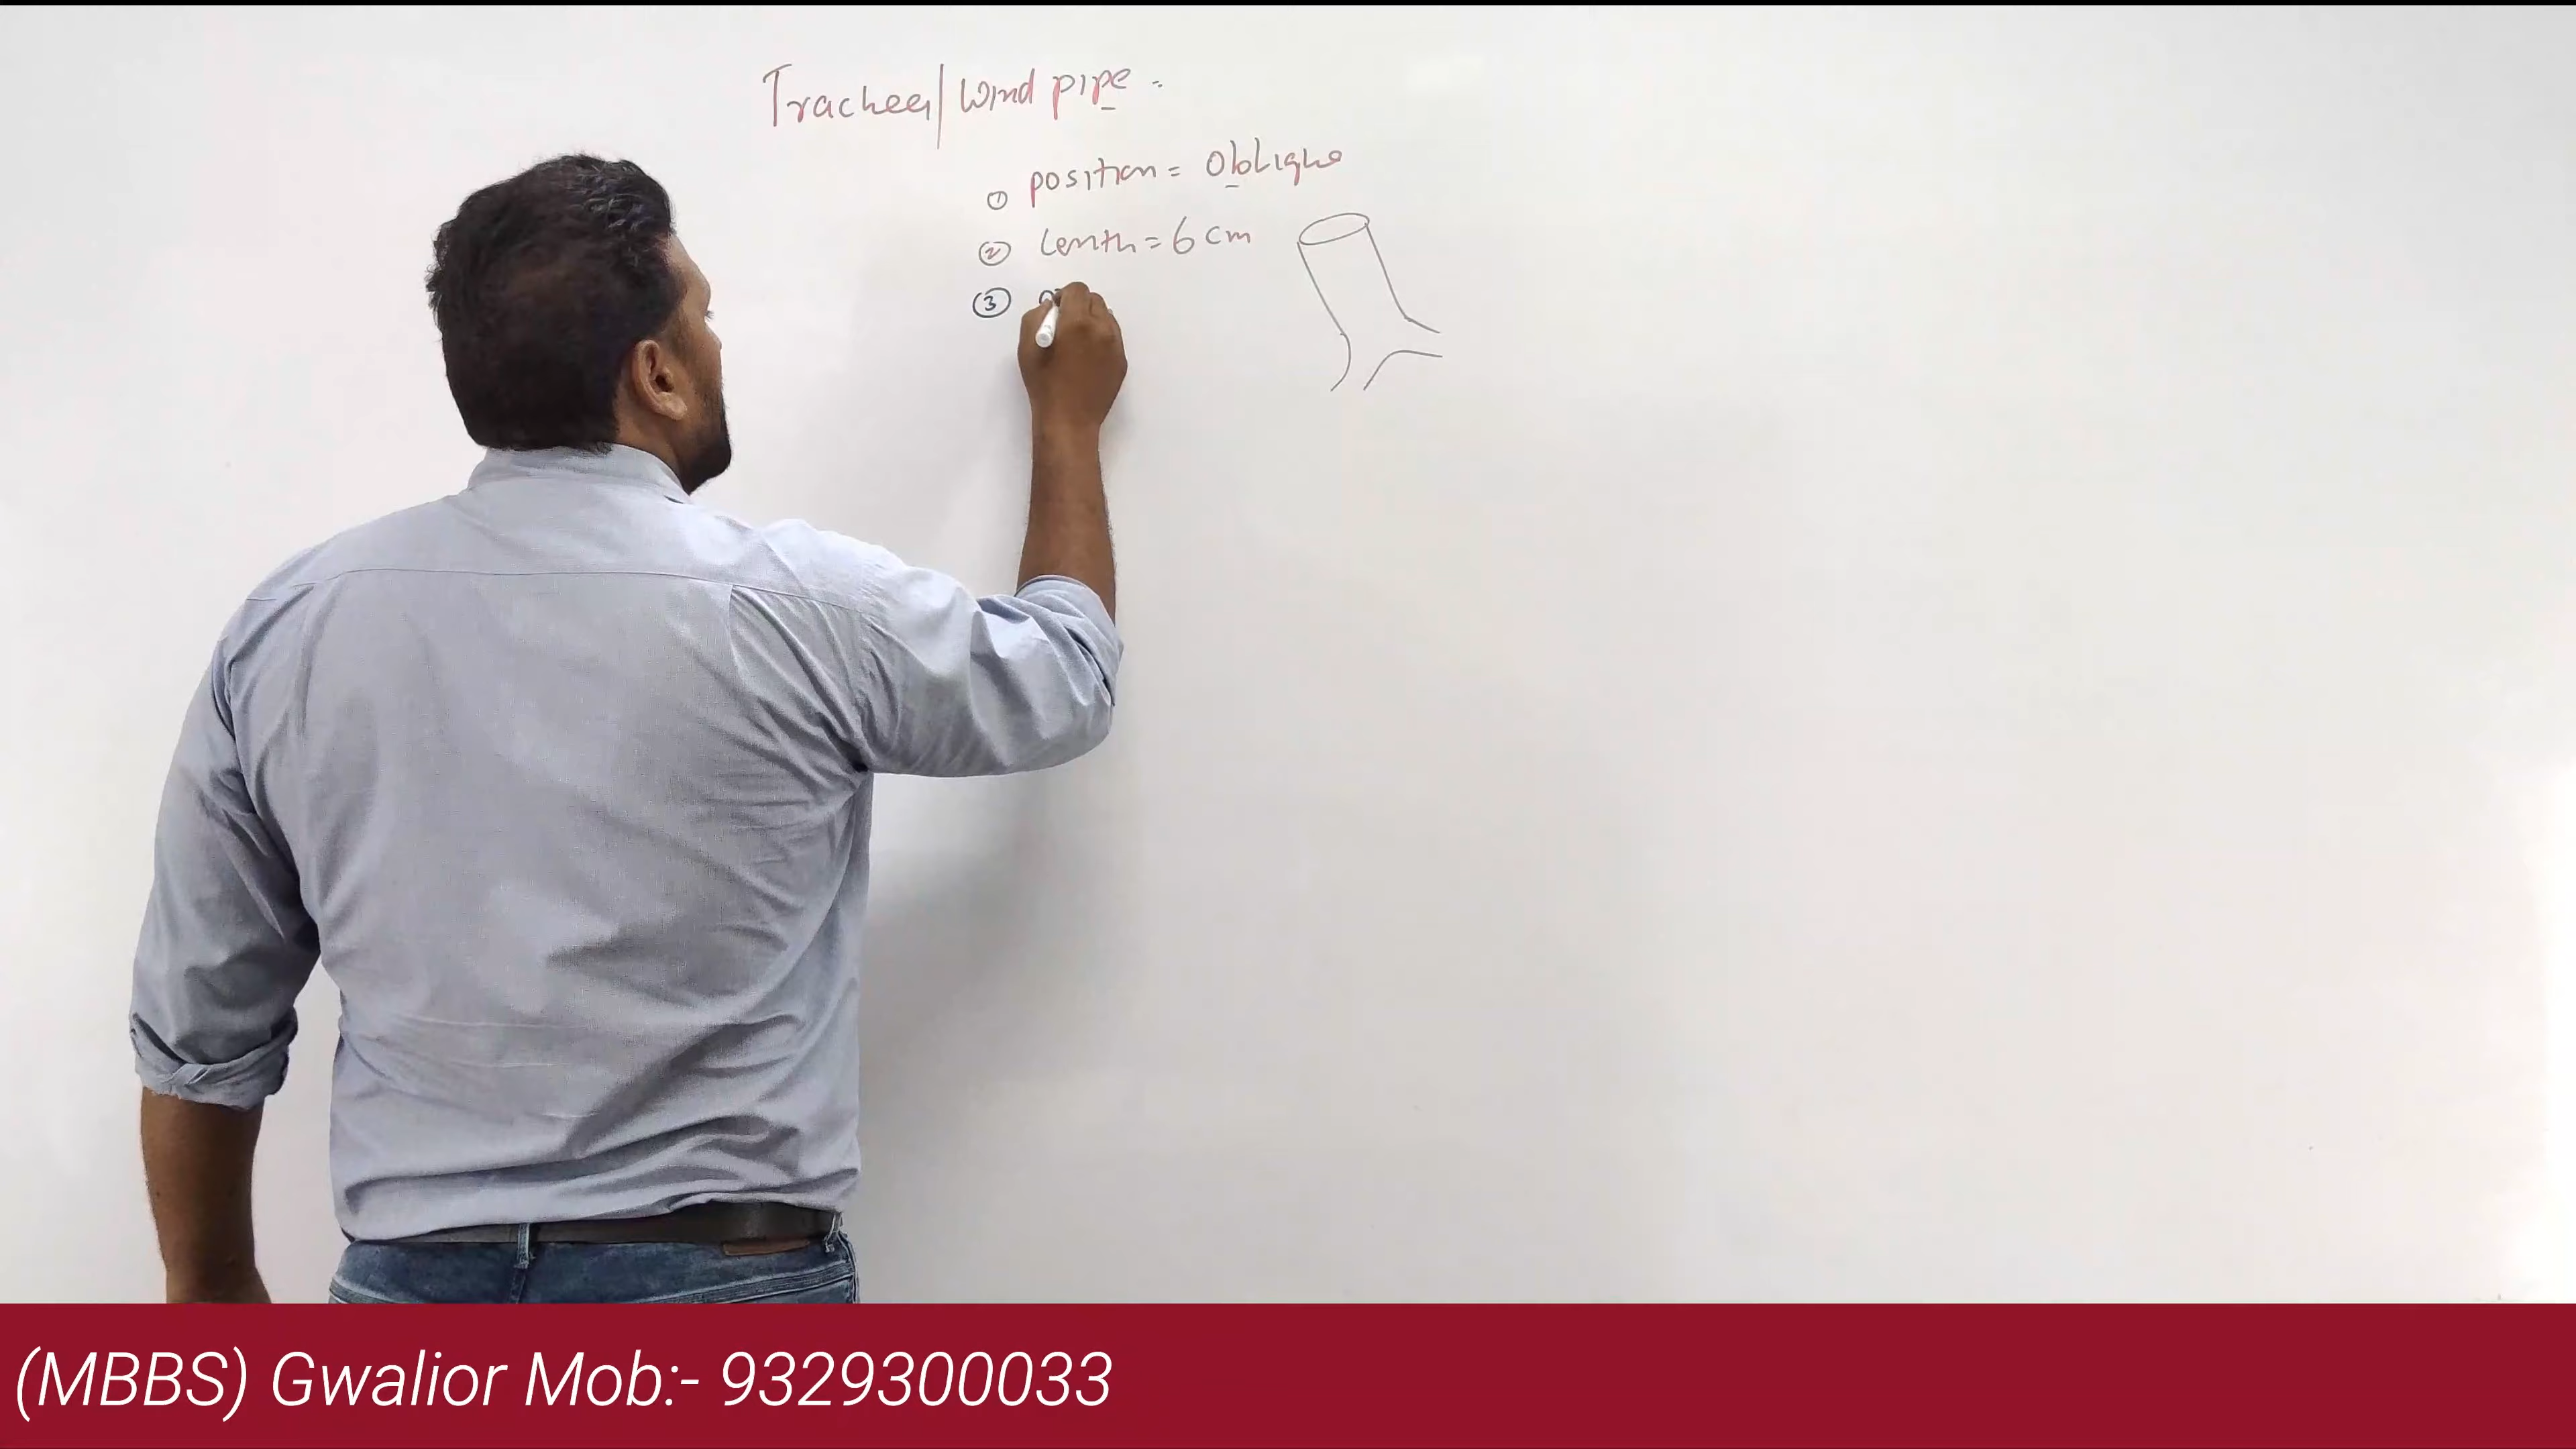 Trachea/Wind pipe :
① position = Oblique
② Lenth = 6 cm
③
(MBBS) Gwalior Mob:- 9329300033